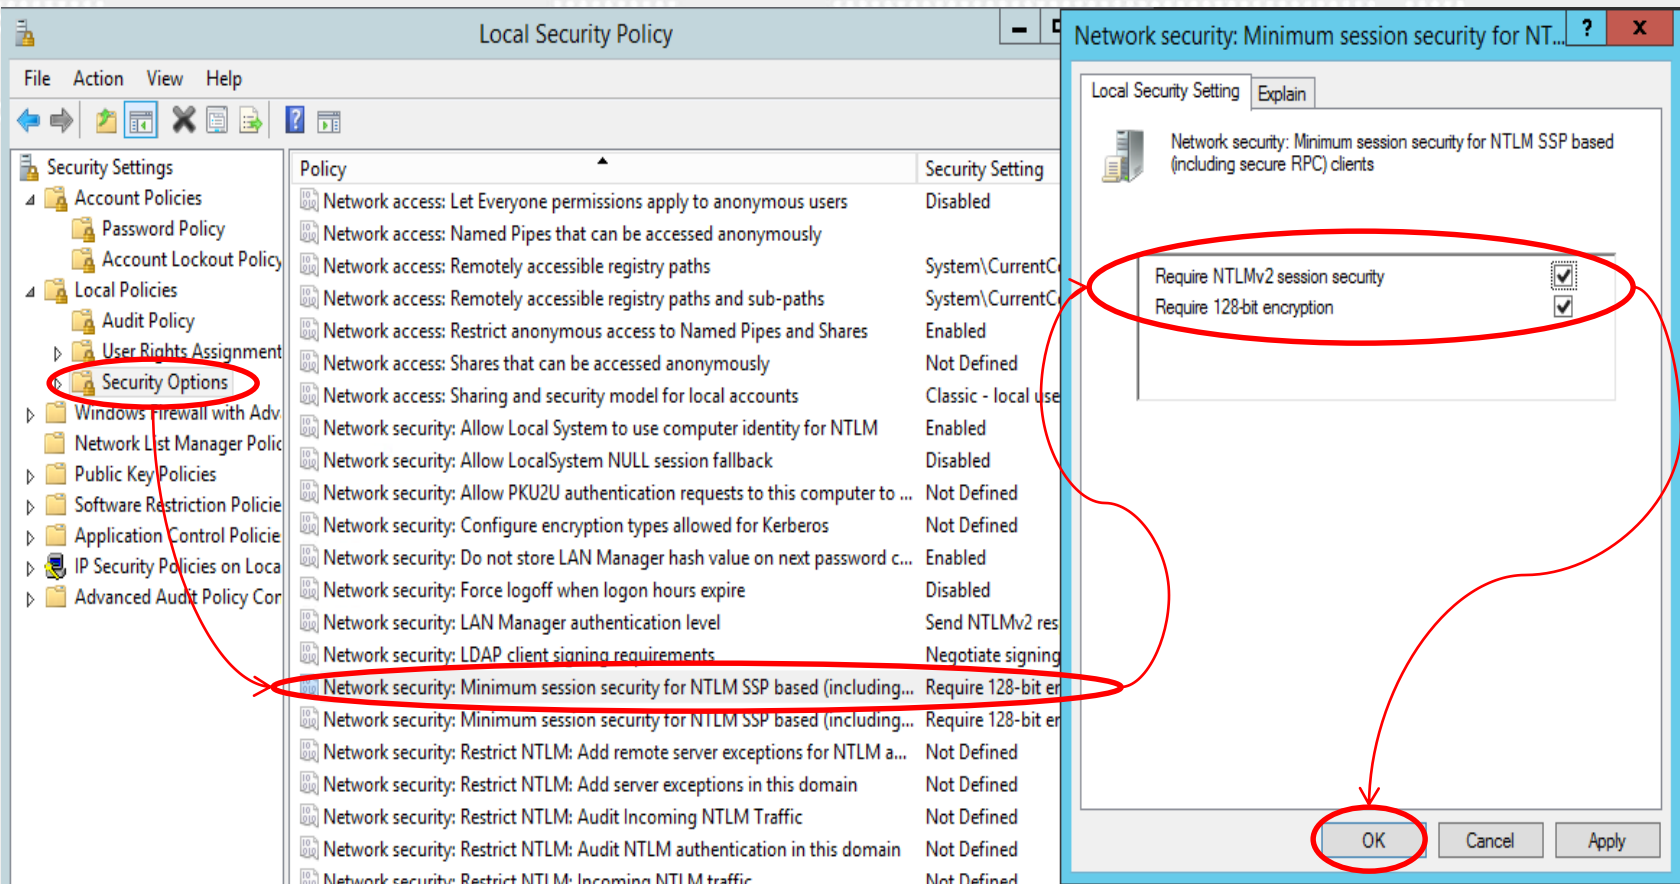 Local Security Policy
File Action View Help
Security Settings
Account Policies
Password Policy
Account Lockout Policy
Local Policies
Audit Policy
User Rights Assignment
Security Options
Windows Firewall with Adv
Network List Manager Polic
Public Key Policies
Software Restriction Policie
Application Control Policie
IP Security Policies on Loca
Advanced Audit Policy Con
Policy Security Setting
Network access: Let Everyone permissions apply to anonymous users Disabled
Network access: Named Pipes that can be accessed anonymously
Network access: Remotely accessible registry paths System\CurrentC
Network access: Remotely accessible registry paths and sub-paths System\CurrentC
Network access: Restrict anonymous access to Named Pipes and Shares Enabled
Network access: Shares that can be accessed anonymously Not Defined
Network access: Sharing and security model for local accounts Classic - local use
Network security: Allow Local System to use computer identity for NTLM Enabled
Network security: Allow LocalSystem NULL session fallback Disabled
Network security: Allow PKU2U authentication requests to this computer to ... Not Defined
Network security: Configure encryption types allowed for Kerberos Not Defined
Network security: Do not store LAN Manager hash value on next password c... Enabled
Network security: Force logoff when logon hours expire Disabled
Network security: LAN Manager authentication level Send NTLMv2 res
Network security: LDAP client signing requirements Negotiate signing
Network security: Minimum session security for NTLM SSP based (including... Require 128-bit er
Network security: Minimum session security for NTLM SSP based (including... Require 128-bit er
Network security: Restrict NTLM: Add remote server exceptions for NTLM a... Not Defined
Network security: Restrict NTLM: Add server exceptions in this domain Not Defined
Network security: Restrict NTLM: Audit Incoming NTLM Traffic Not Defined
Network security: Restrict NTLM: Audit NTLM authentication in this domain Not Defined
Network security: Restrict NTLM: Incoming NTLM traffic Not Defined
Network security: Minimum session security for NT... ? X
Local Security Setting Explain
Network security: Minimum session security for NTLM SSP based
(including secure RPC) clients
Require NTLMv2 session security
Require 128-bit encryption
OK Cancel Apply